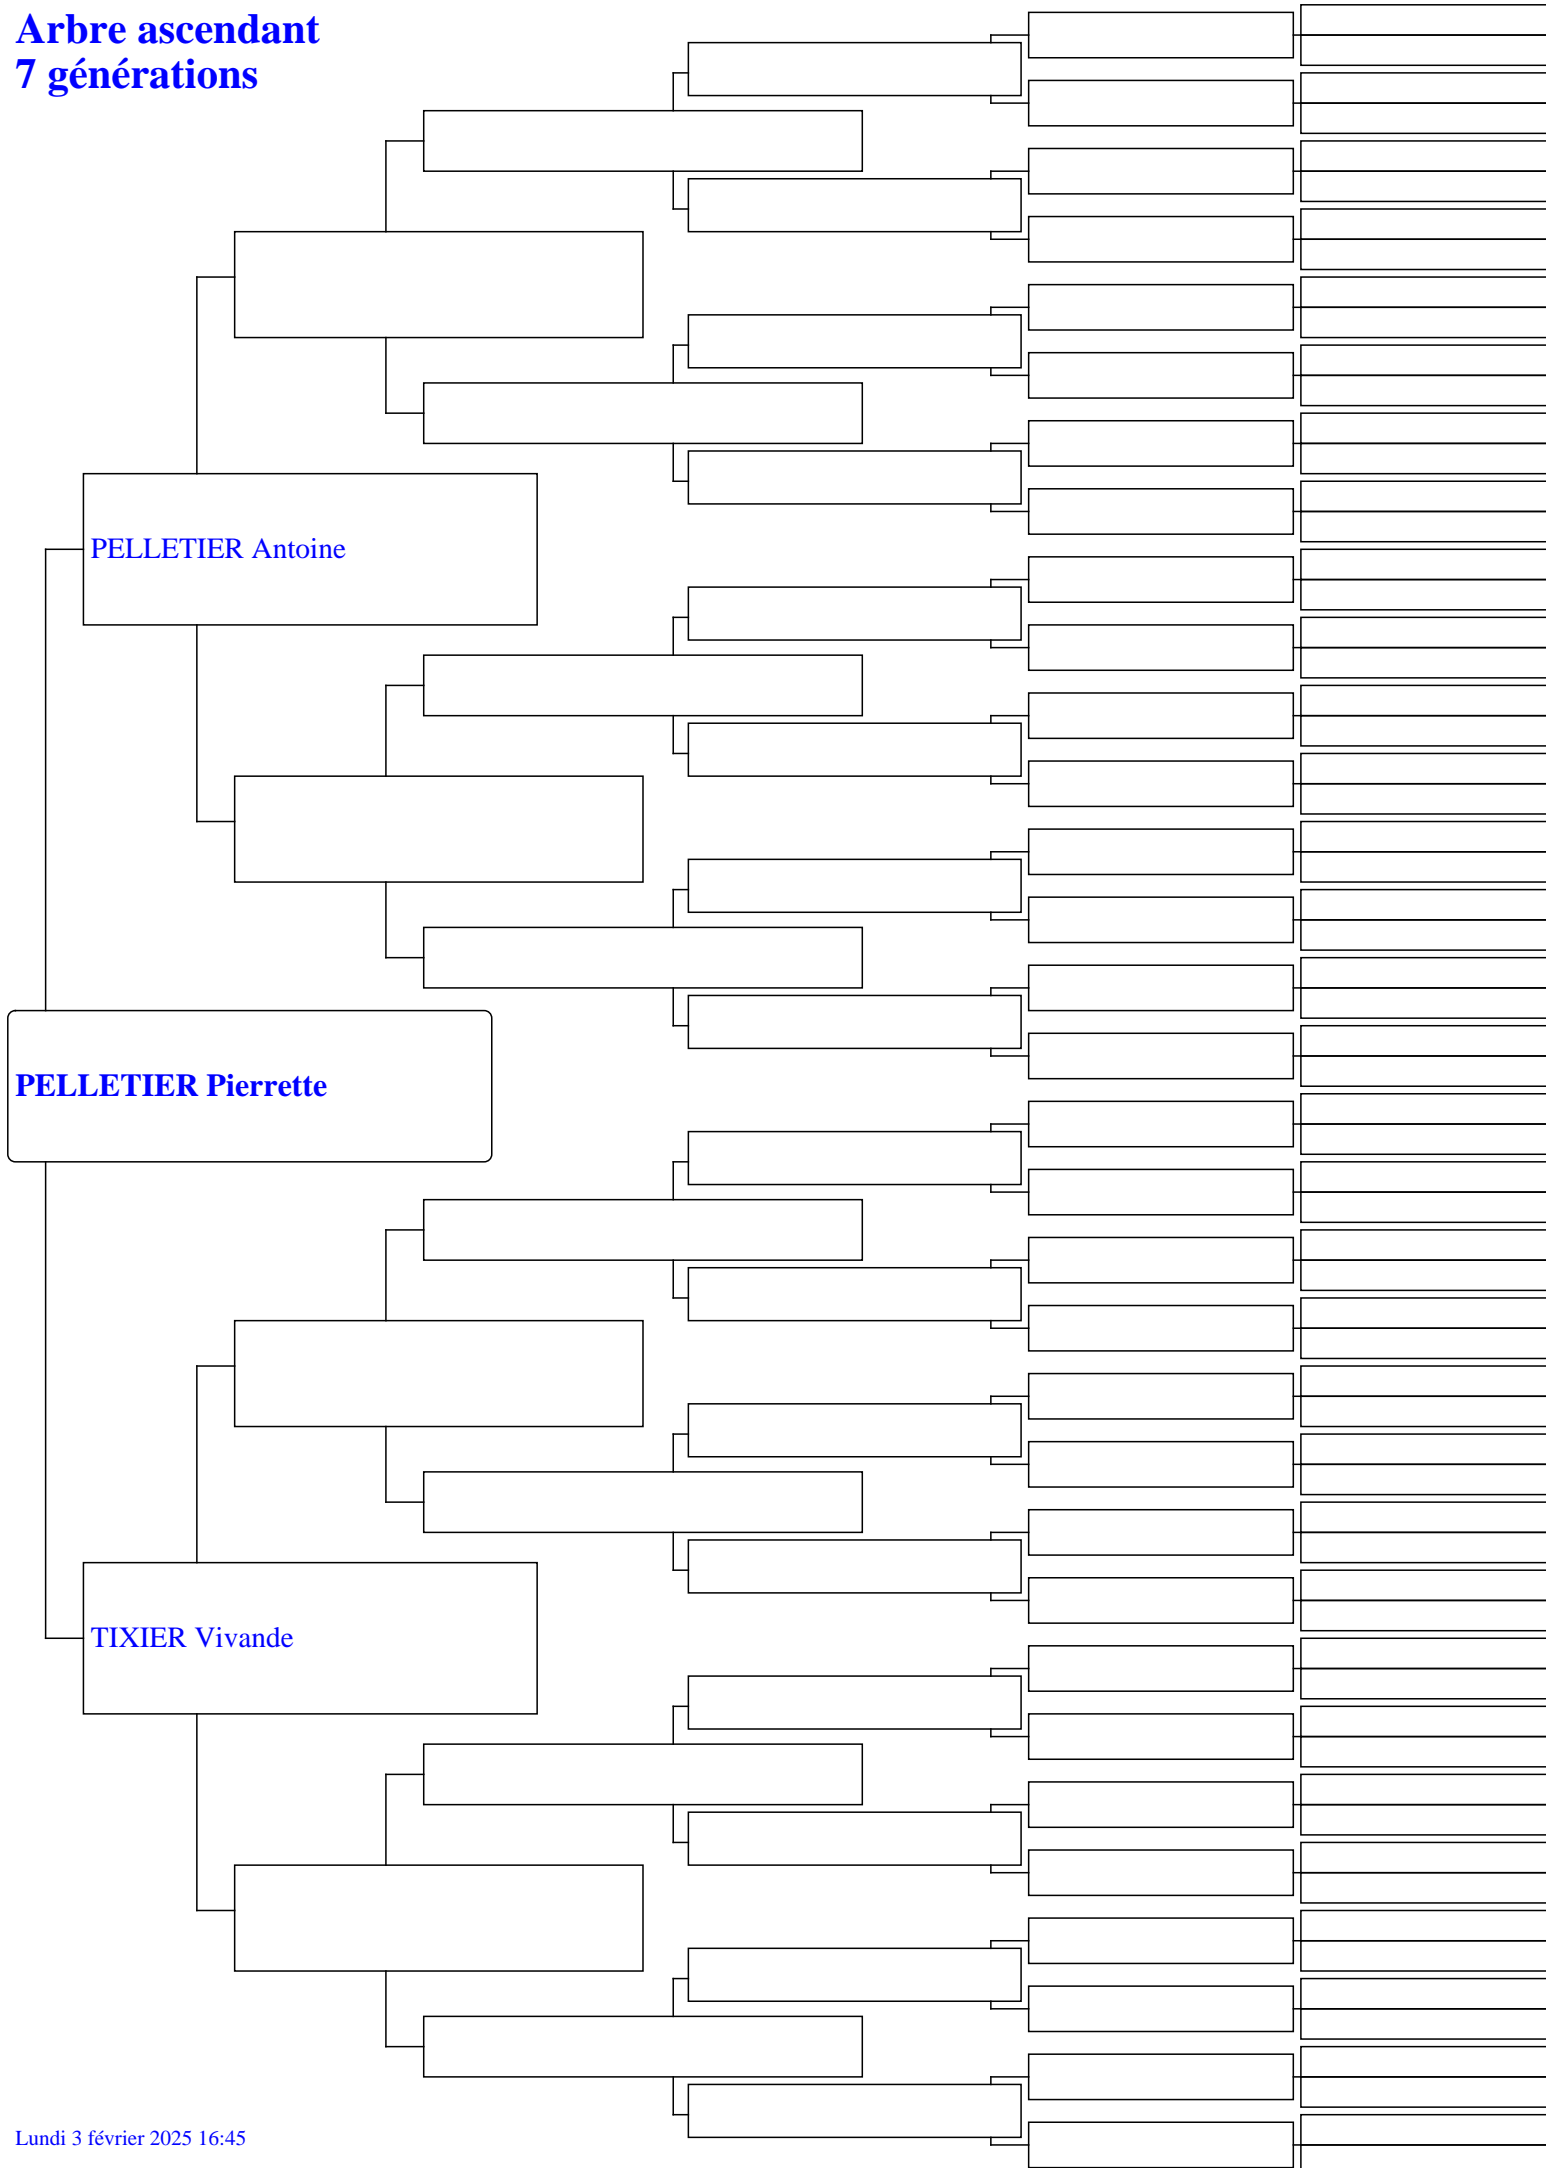 Arbre ascendant
7 générations
PELLETIER Antoine
PELLETIER Pierrette
TIXIER Vivande
Lundi 3 février 2025 16:45